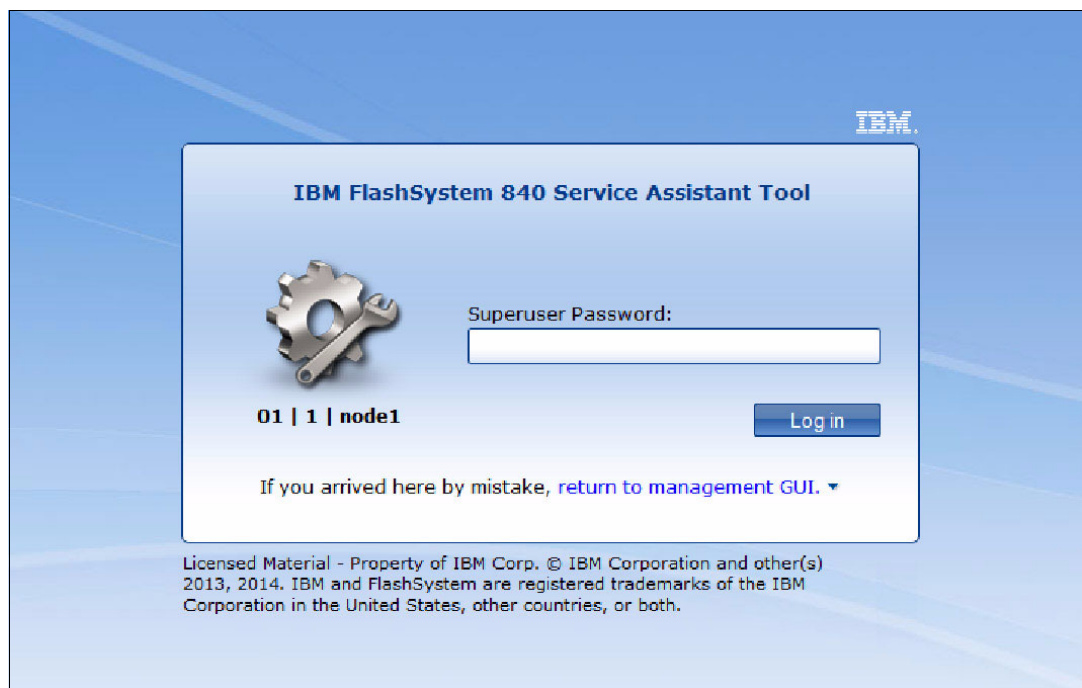 IBM.
IBM FlashSystem 840 Service Assistant Tool
Superuser Password:
01 | 1 | node1
Log in
If you arrived here by mistake, return to management GUI.
Licensed Material - Property of IBM Corp. © IBM Corporation and other(s)
2013, 2014. IBM and FlashSystem are registered trademarks of the IBM
Corporation in the United States, other countries, or both.